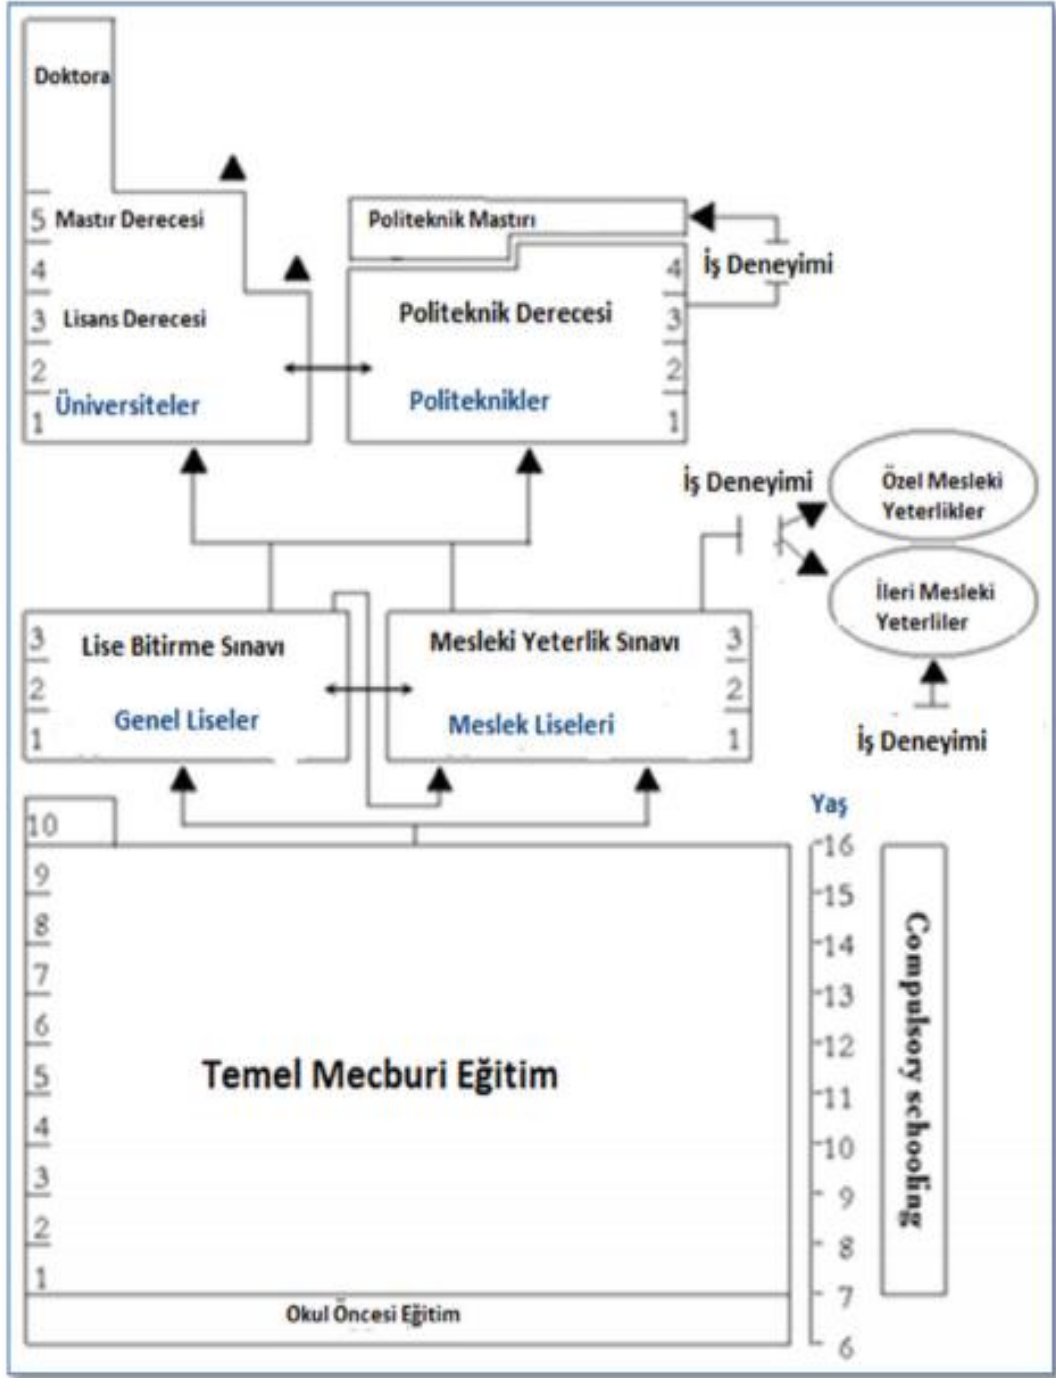 Doktora
5 Mastır Derecesi
4
3 Lisans Derecesi
2
Üniversiteler
1
Politeknik Mastırı
İş Deneyimi
4
Politeknik Derecesi
3
2
Politeknikler
1
İş Deneyimi
Özel Mesleki
Yeterlikler
İleri Mesleki
Yeterliler
İş Deneyimi
3
Lise Bitirme Sınavı
2
Genel Liseler
1
Mesleki Yeterlik Sınavı
3
2
Meslek Liseleri
1
10
9
8
7
6
5
4
3
2
1
Temel Mecburi Eğitim
Okul Öncesi Eğitim
Yaş
16
15
14
13
12
11
10
9
8
7
6
Compulsory schooling